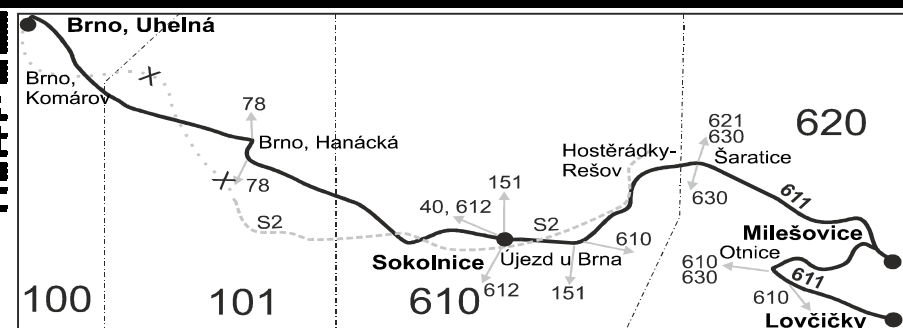 Brno, Uhelná
Brno,
Komárov
78
Brno, Hanácká
78
S2
100
101
40, 612
151
Sokolnice
S2
Újezd u Brna
610
612
151
610
Hostěrádky-
Rešov
621
630
Šaratice
630
620
611
Milešovice
Otnice
610
630
611
610
Lovčičky